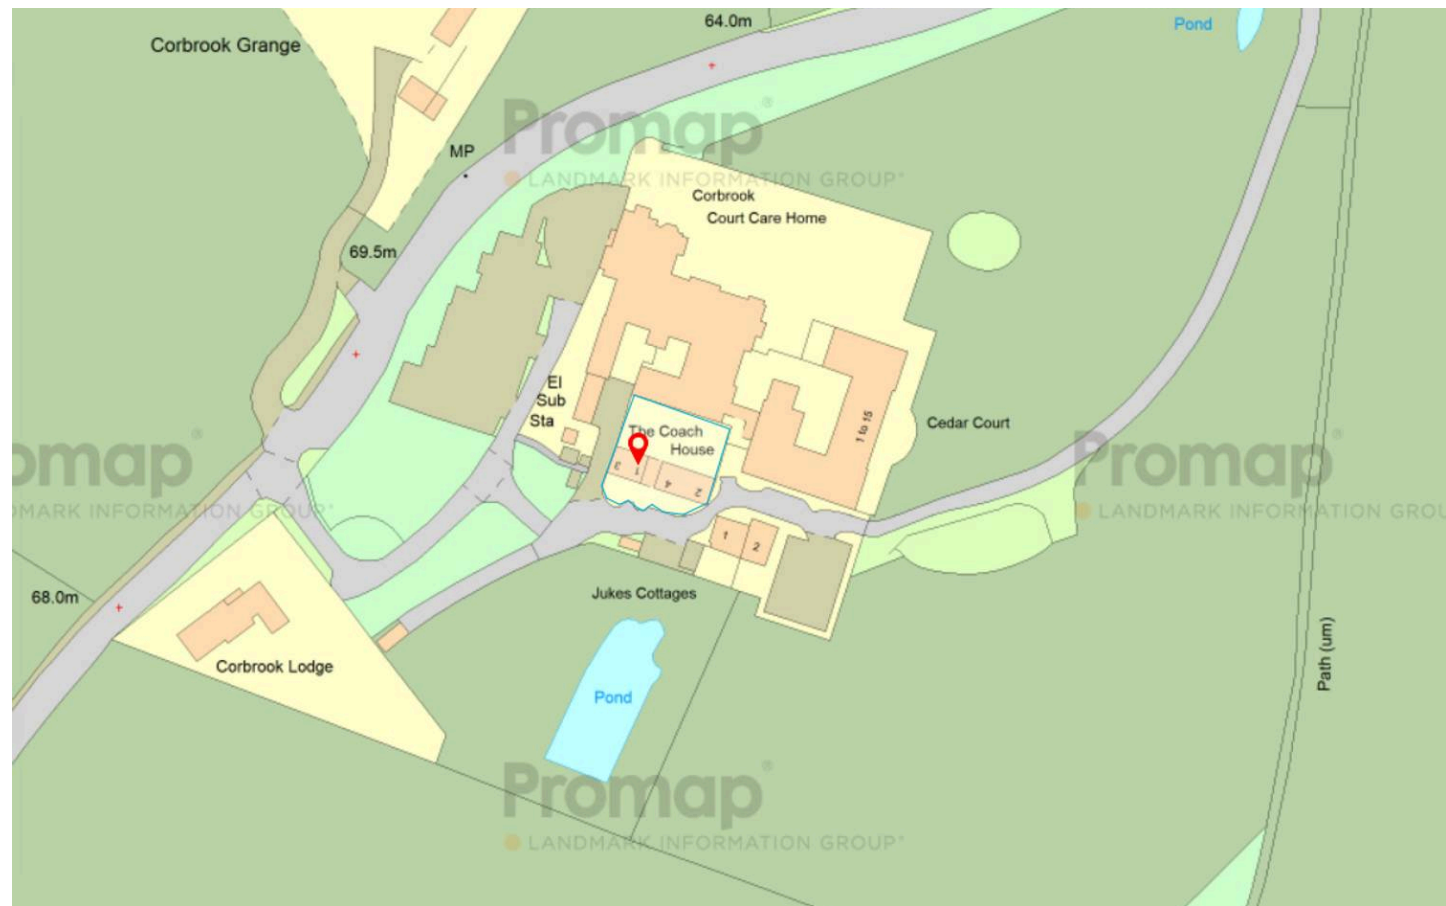 64.0m
Pond
Corbrook Grange
Promap®
LANDMARK INFORMATION GROUP®
MP
Corbrook
Court Care Home
69.5m
El
Sub
Sta
The Coach
House
3
1
4
2
1 to 15
Cedar Court
omap®
DMARK INFORMATION GROUP®
Promap®
LANDMARK INFORMATION GROU
1
2
Jukes Cottages
68.0m
Corbrook Lodge
Path (um)
Pond
Promap®
LANDMARK INFORMATION GROUP®